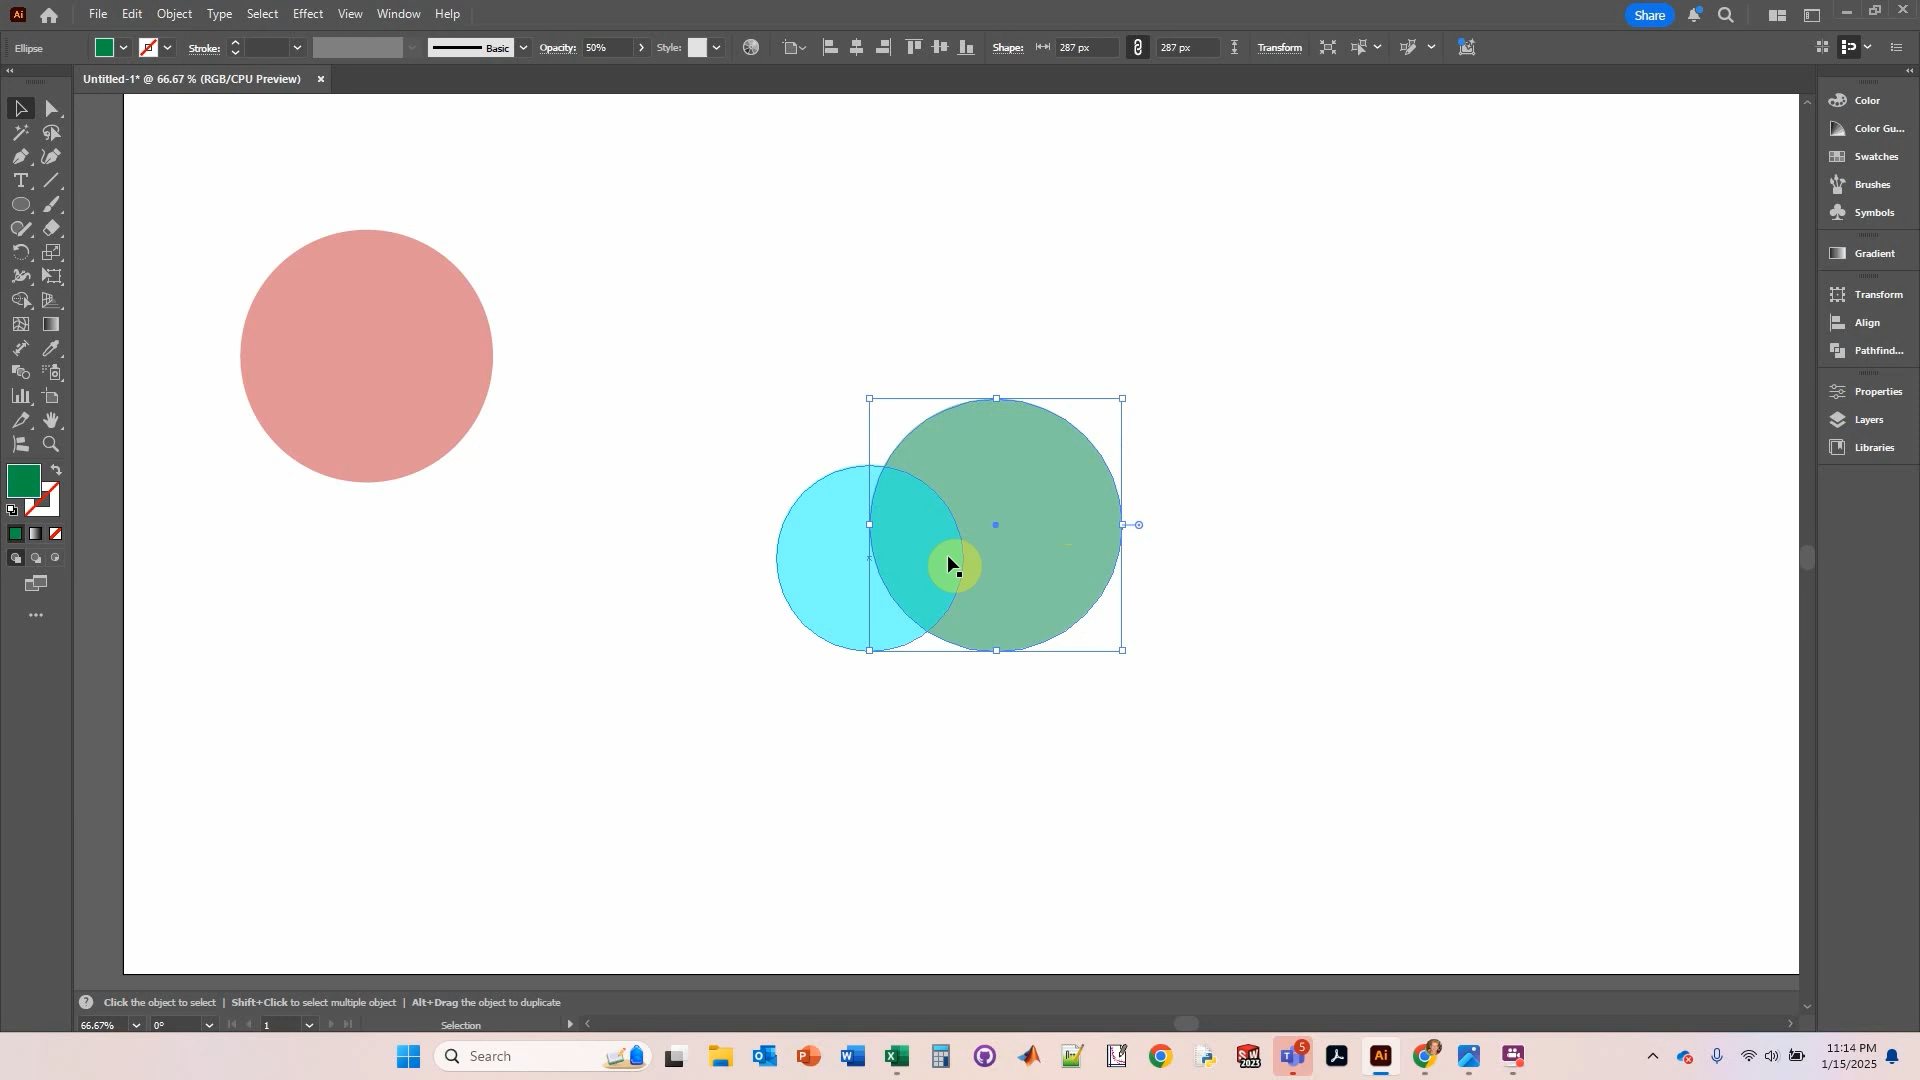 Ai File Edit Object Type Select Effect View Window Help Share
Ellipse Stroke: Basic Opacity: 50% Style: Shape: 287 px 287 px Transform
Untitled-1* @ 66.67 % (RGB/CPU Preview) ×
Color
Color Gu...
Swatches
Brushes
Symbols
Gradient
Transform
Align
Pathfind...
Properties
Layers
Libraries
? Click the object to select | Shift+Click to select multiple object | Alt+Drag the object to duplicate
66.67% 0° 1 Selection
Search
5
Ai
11:14 PM
1/15/2025